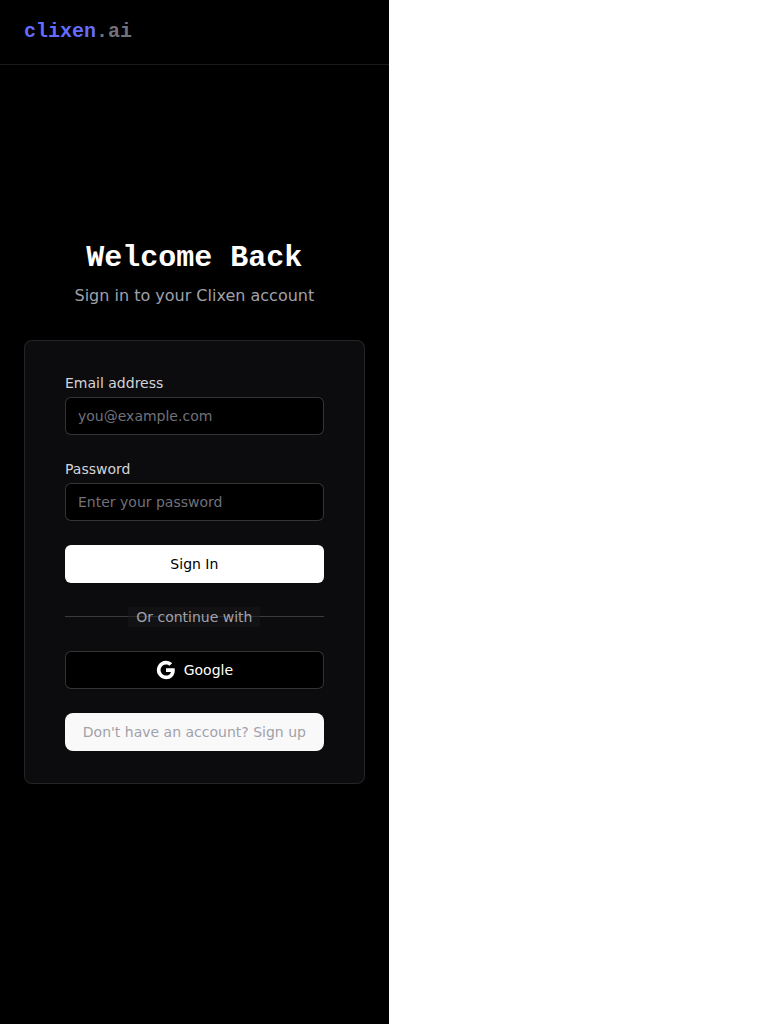 clixen.ai
Welcome Back
Sign in to your Clixen account
Email address
you@example.com
Password
Enter your password
Sign In
Or continue with
Google
Don't have an account? Sign up